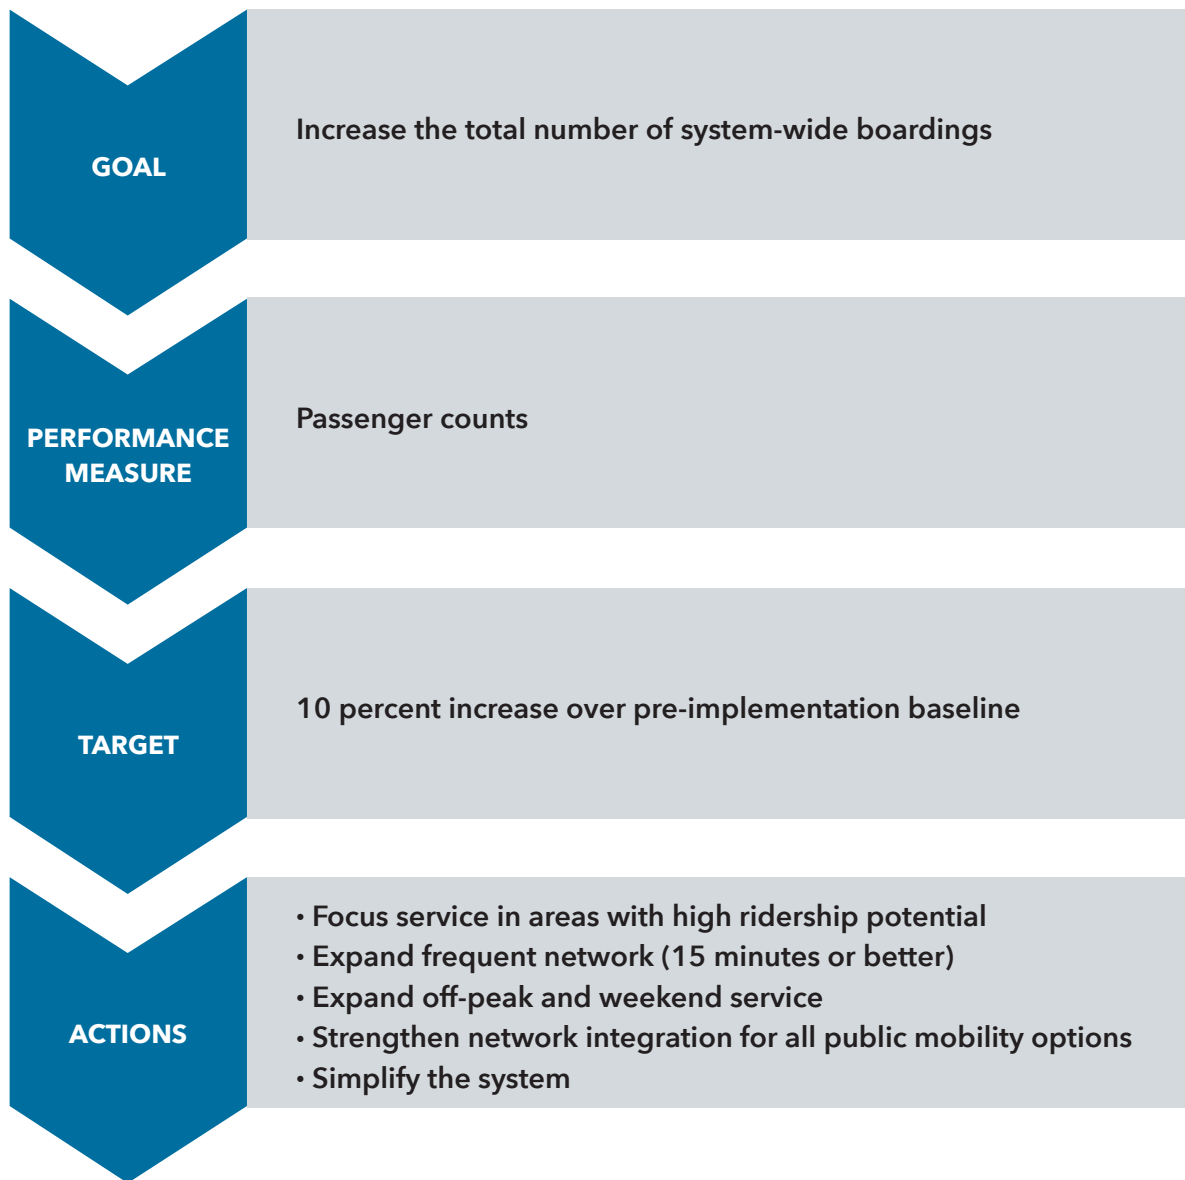 GOAL
Increase the total number of system-wide boardings
PERFORMANCE
MEASURE
Passenger counts
TARGET
10 percent increase over pre-implementation baseline
ACTIONS
• Focus service in areas with high ridership potential
• Expand frequent network (15 minutes or better)
• Expand off-peak and weekend service
• Strengthen network integration for all public mobility options
• Simplify the system